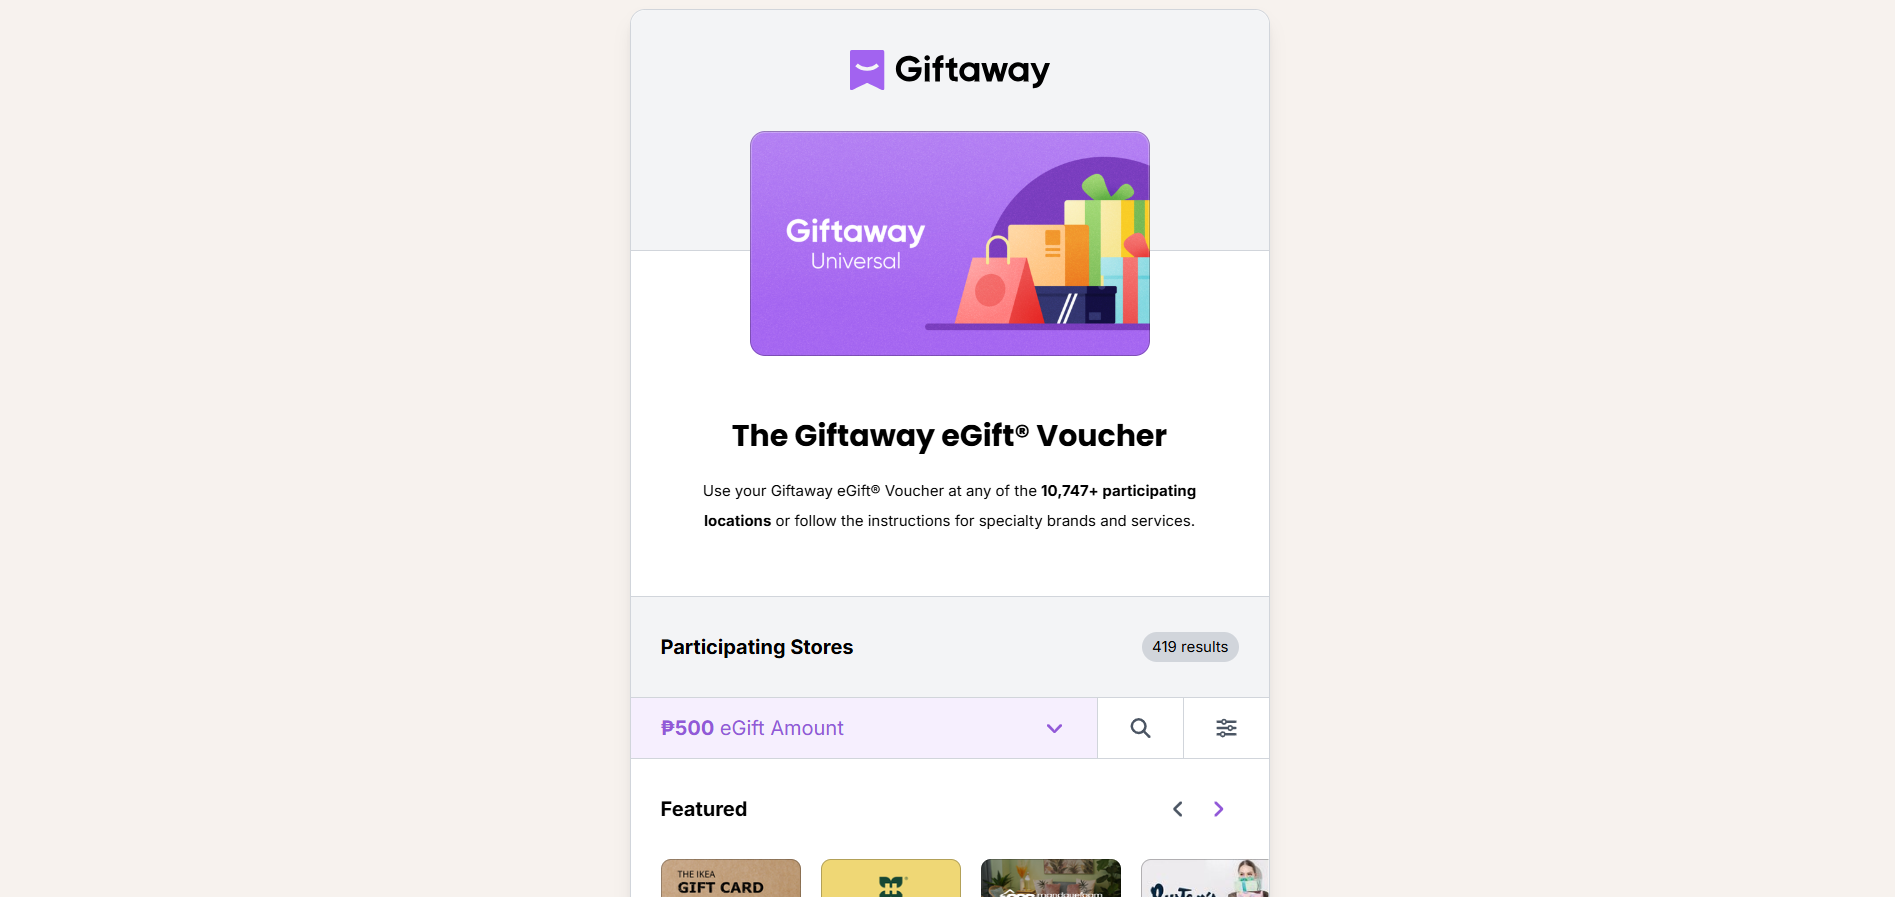 Giftaway
Giftaway
Universal
The Giftaway eGift® Voucher
Use your Giftaway eGift® Voucher at any of the 10,747+ participating
locations or follow the instructions for specialty brands and services.
Participating Stores
419 results
₱500 eGift Amount
Featured
THE IKEA
GIFT CARD